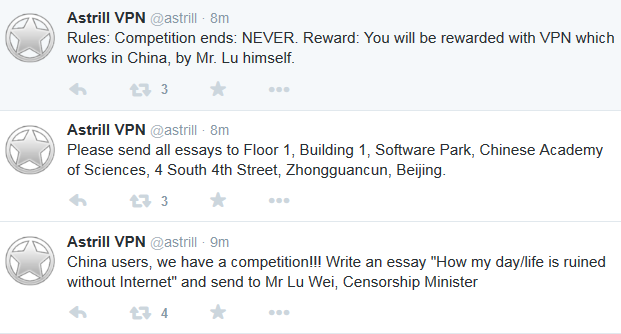 Astrill VPN @astrill · 8m
Rules: Competition ends: NEVER. Reward: You will be rewarded with VPN which
works in China, by Mr. Lu himself.
3
Astrill VPN @astrill · 8m
Please send all essays to Floor 1, Building 1, Software Park, Chinese Academy
of Sciences, 4 South 4th Street, Zhongguancun, Beijing.
3
Astrill VPN @astrill · 9m
China users, we have a competition!!! Write an essay "How my day/life is ruined
without Internet" and send to Mr Lu Wei, Censorship Minister
4